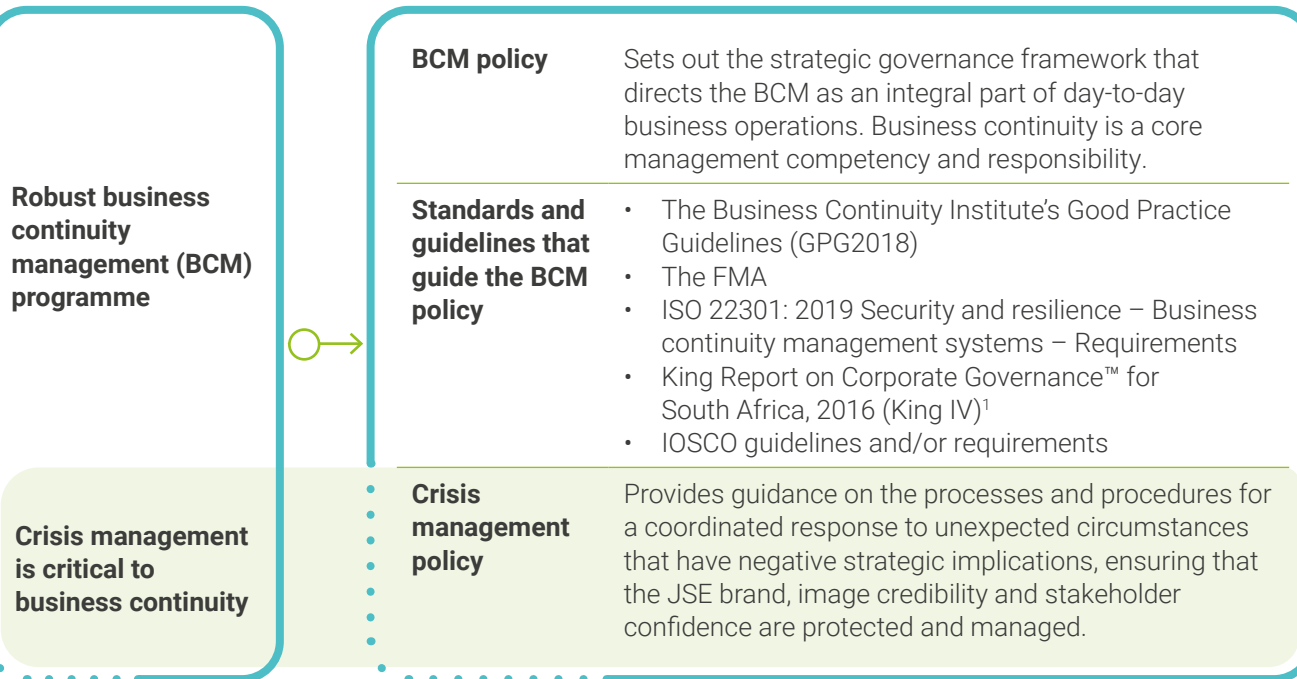 Robust business
continuity
management (BCM)
programme
BCM policy
Sets out the strategic governance framework that
directs the BCM as an integral part of day-to-day
business operations. Business continuity is a core
management competency and responsibility.
Standards and
guidelines that
guide the BCM
policy
• The Business Continuity Institute’s Good Practice
Guidelines (GPG2018)
• The FMA
• ISO 22301: 2019 Security and resilience – Business
continuity management systems – Requirements
• King Report on Corporate Governance™ for
South Africa, 2016 (King IV)¹
• IOSCO guidelines and/or requirements
Crisis management
is critical to
business continuity
Crisis
management
policy
Provides guidance on the processes and procedures for
a coordinated response to unexpected circumstances
that have negative strategic implications, ensuring that
the JSE brand, image credibility and stakeholder
confidence are protected and managed.